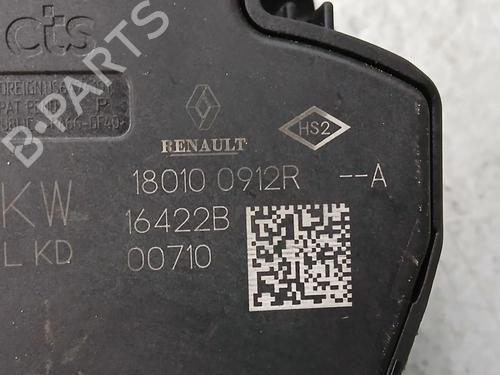 cts
RENAULT
HS2
18010 0912R --A
KW
16422B
L KD
00710
B-PARTS